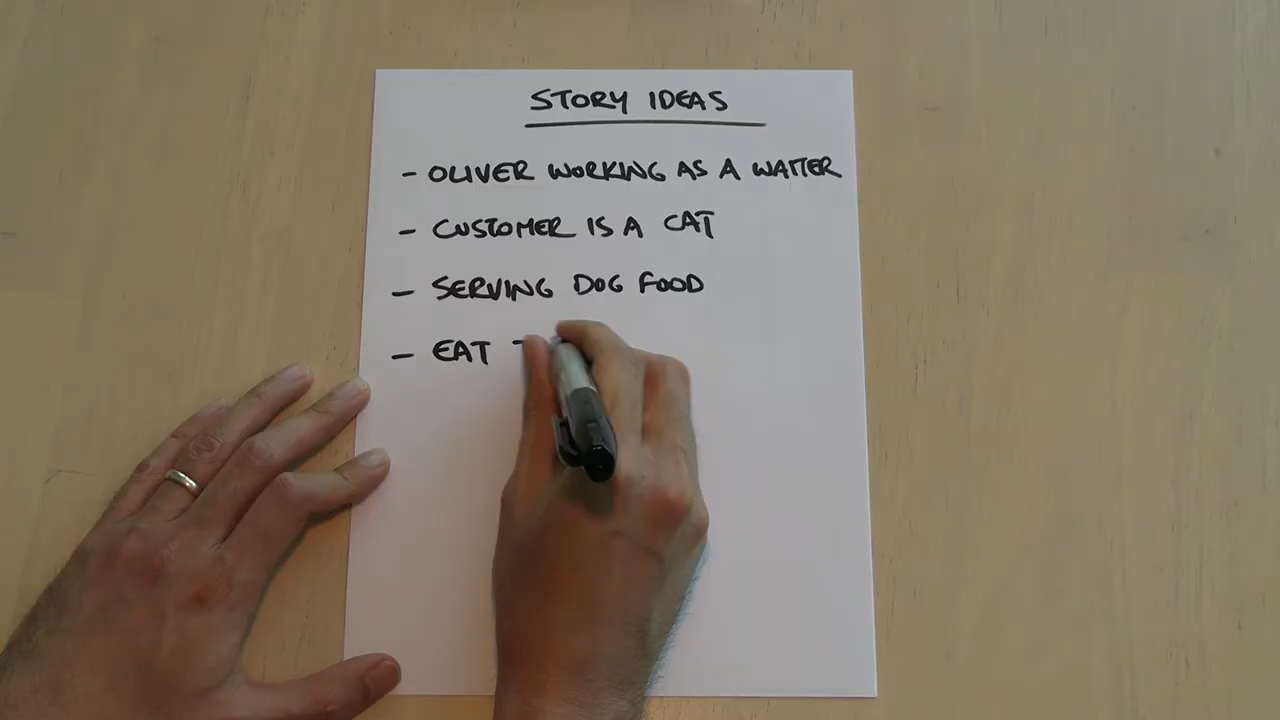 STORY IDEAS
- OLIVER WORKING AS A WAITER
- CUSTOMER IS A CAT
- SERVING DOG FOOD
- EAT